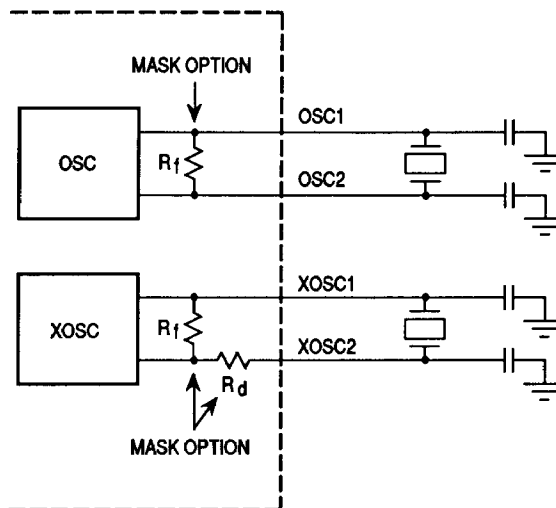 MASK OPTION
OSC1
OSC
Rf
OSC2
XOSC1
XOSC
Rf
XOSC2
Rd
MASK OPTION